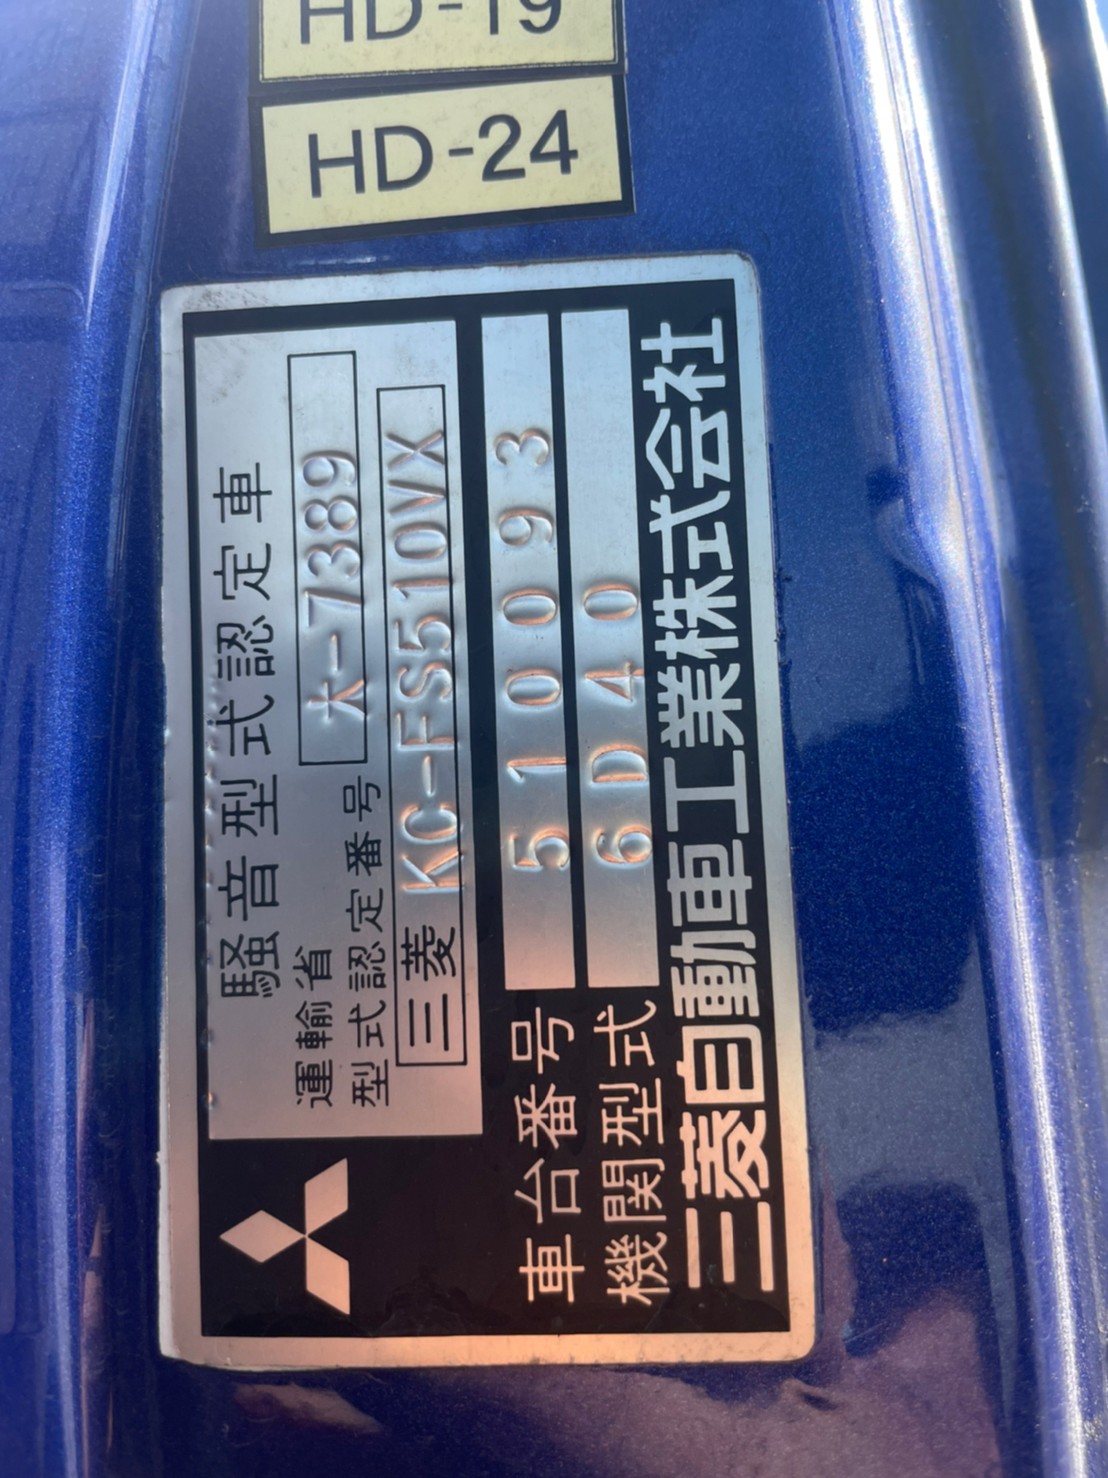 HD-19
HD-24
騒音型式認定車
運輸省
型式認定番号
大-7389
三菱 KC-FS510VX
車台番号 510093
機関型式 6D40
三菱自動車工業株式会社